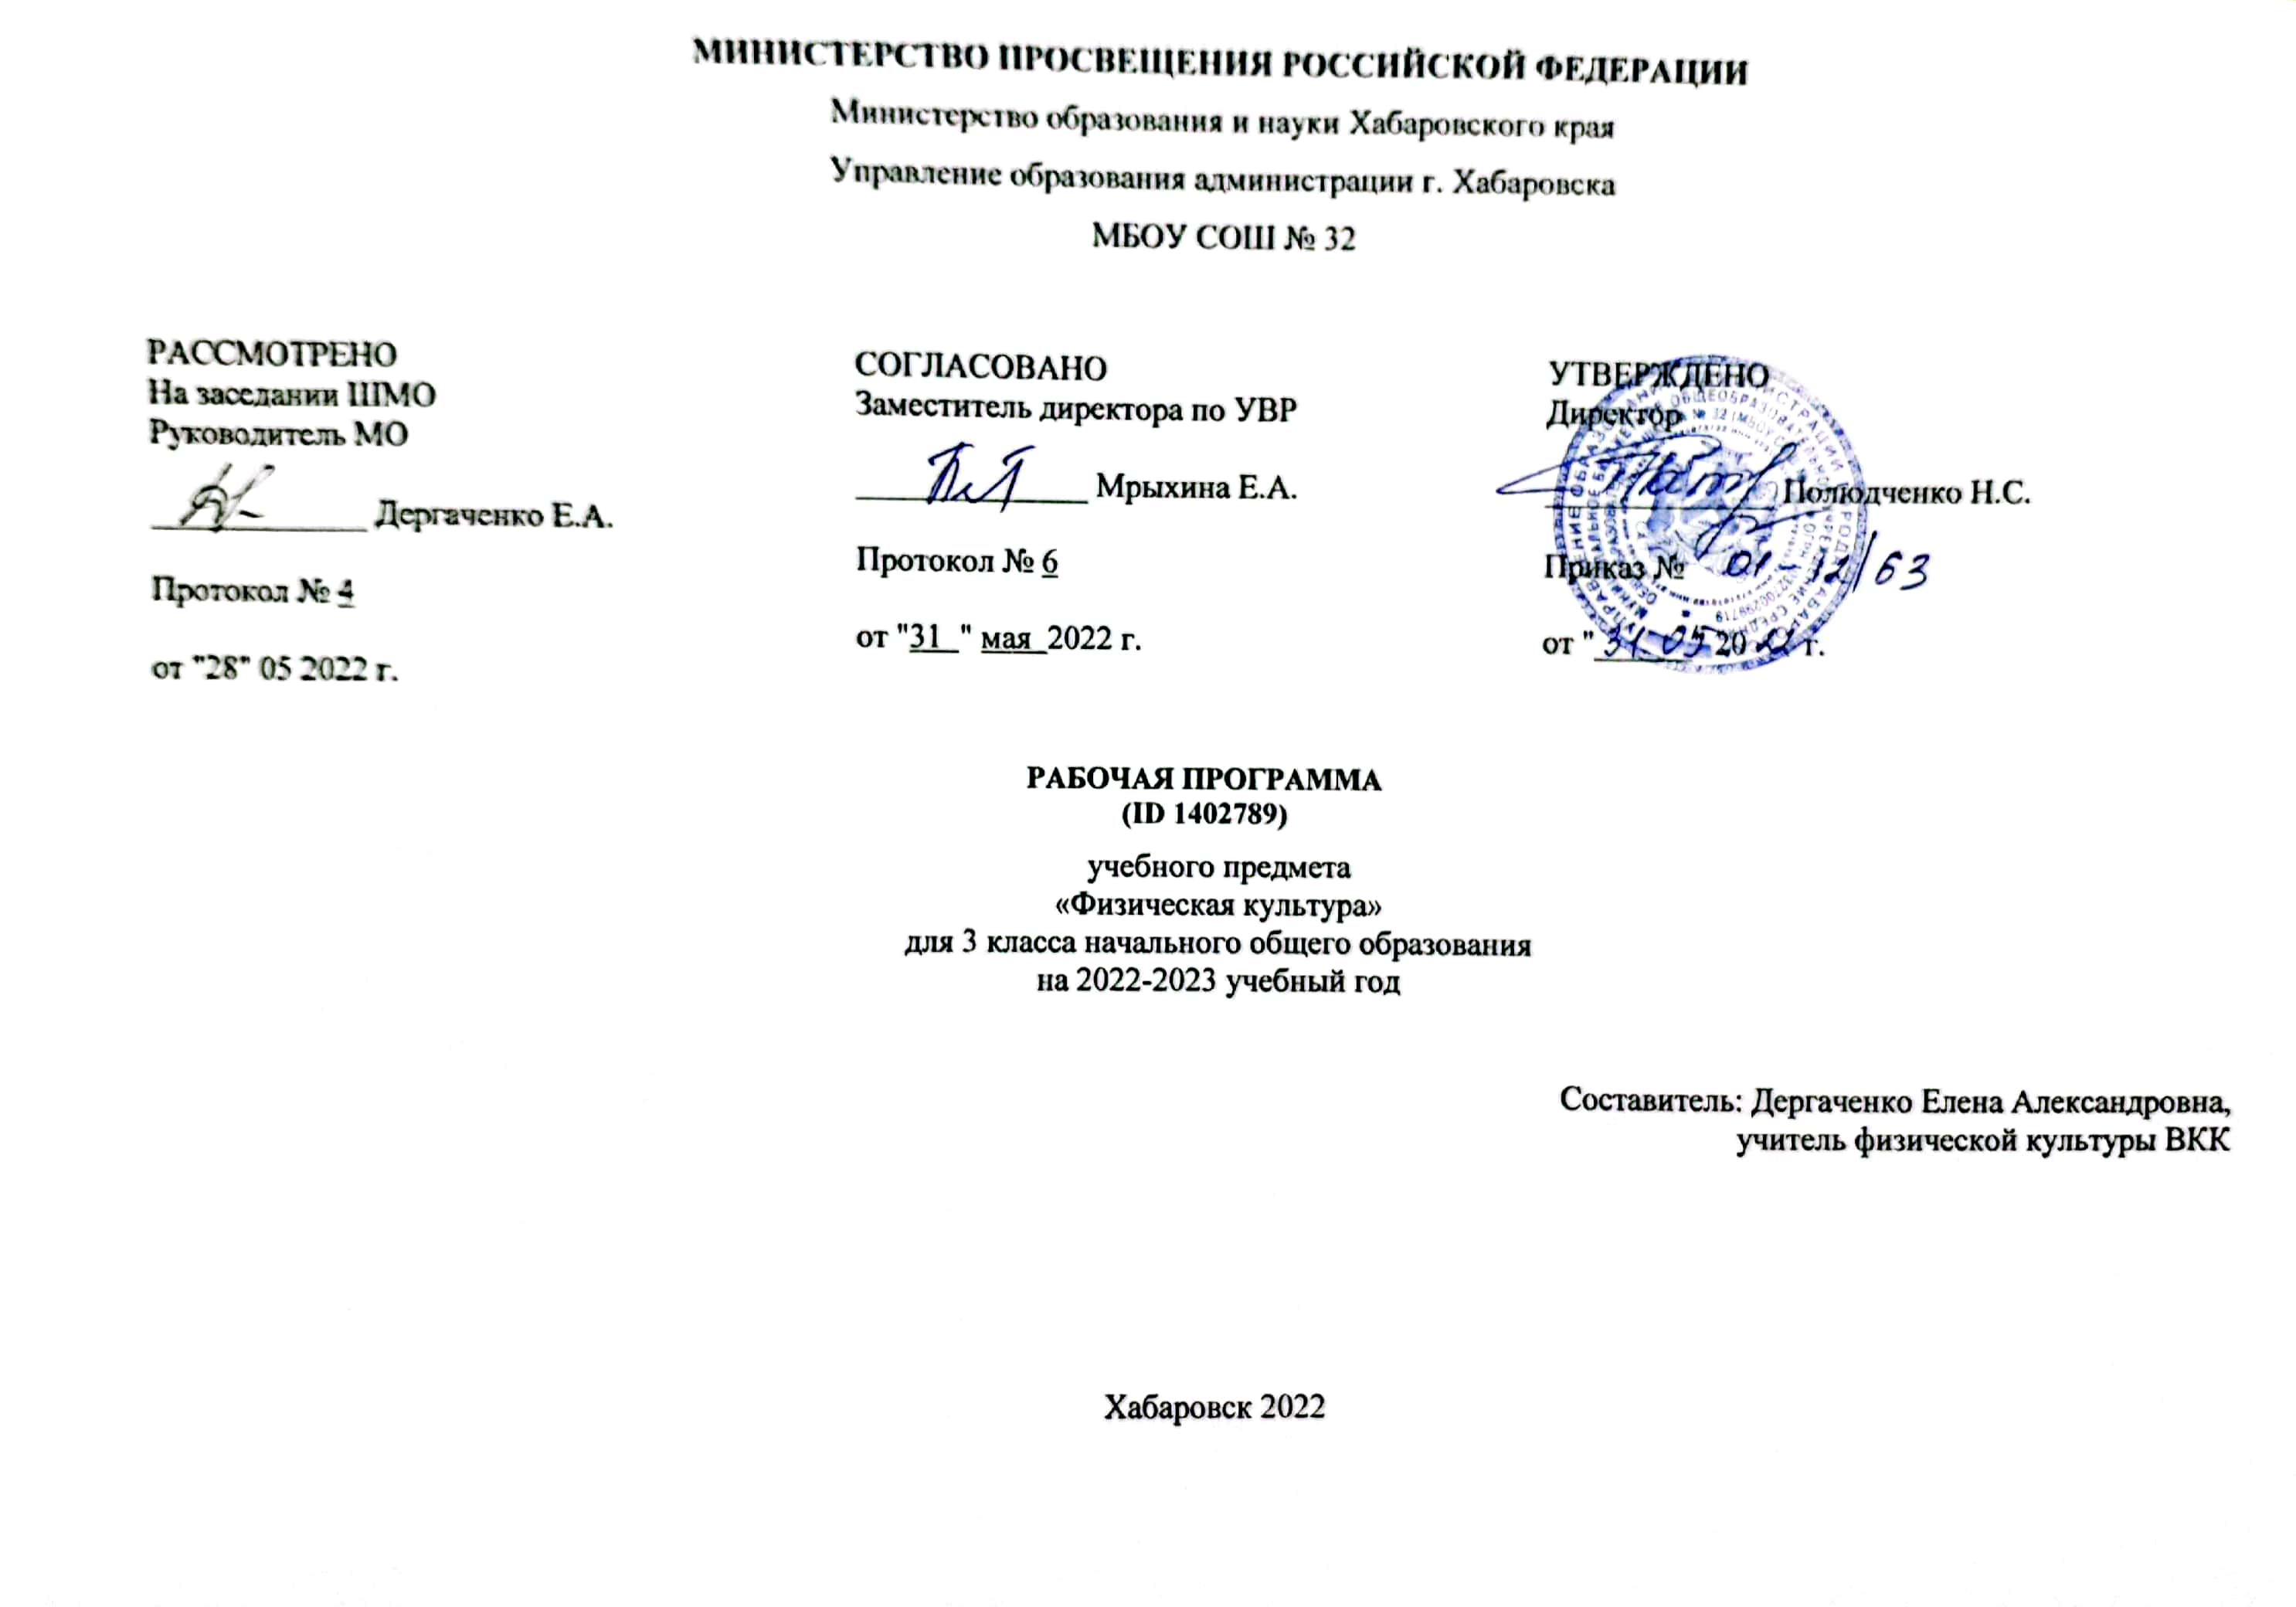 МИНИСТЕРСТВО ПРОСВЕЩЕНИЯ РОССИЙСКОЙ ФЕДЕРАЦИИ
Министерство образования и науки Хабаровского края
Управление образования администрации г. Хабаровска
МБОУ СОШ № 32
РАССМОТРЕНО
На заседании ШМО
Руководитель МО
Дергаченко Е.А.
Протокол № 4
от "28" 05 2022 г.
СОГЛАСОВАНО
Заместитель директора по УВР
Мрыхина Е.А.
Протокол № 6
от "31 " мая 2022 г.
УТВЕРЖДЕНО
Директор
Полюдченко Н.С.
Приказ № 01-12/63
от "31 05 2022 г.
РАБОЧАЯ ПРОГРАММА
(ID 1402789)
учебного предмета
«Физическая культура»
для 3 класса начального общего образования
на 2022-2023 учебный год
Составитель: Дергаченко Елена Александровна,
учитель физической культуры ВКК
Хабаровск 2022